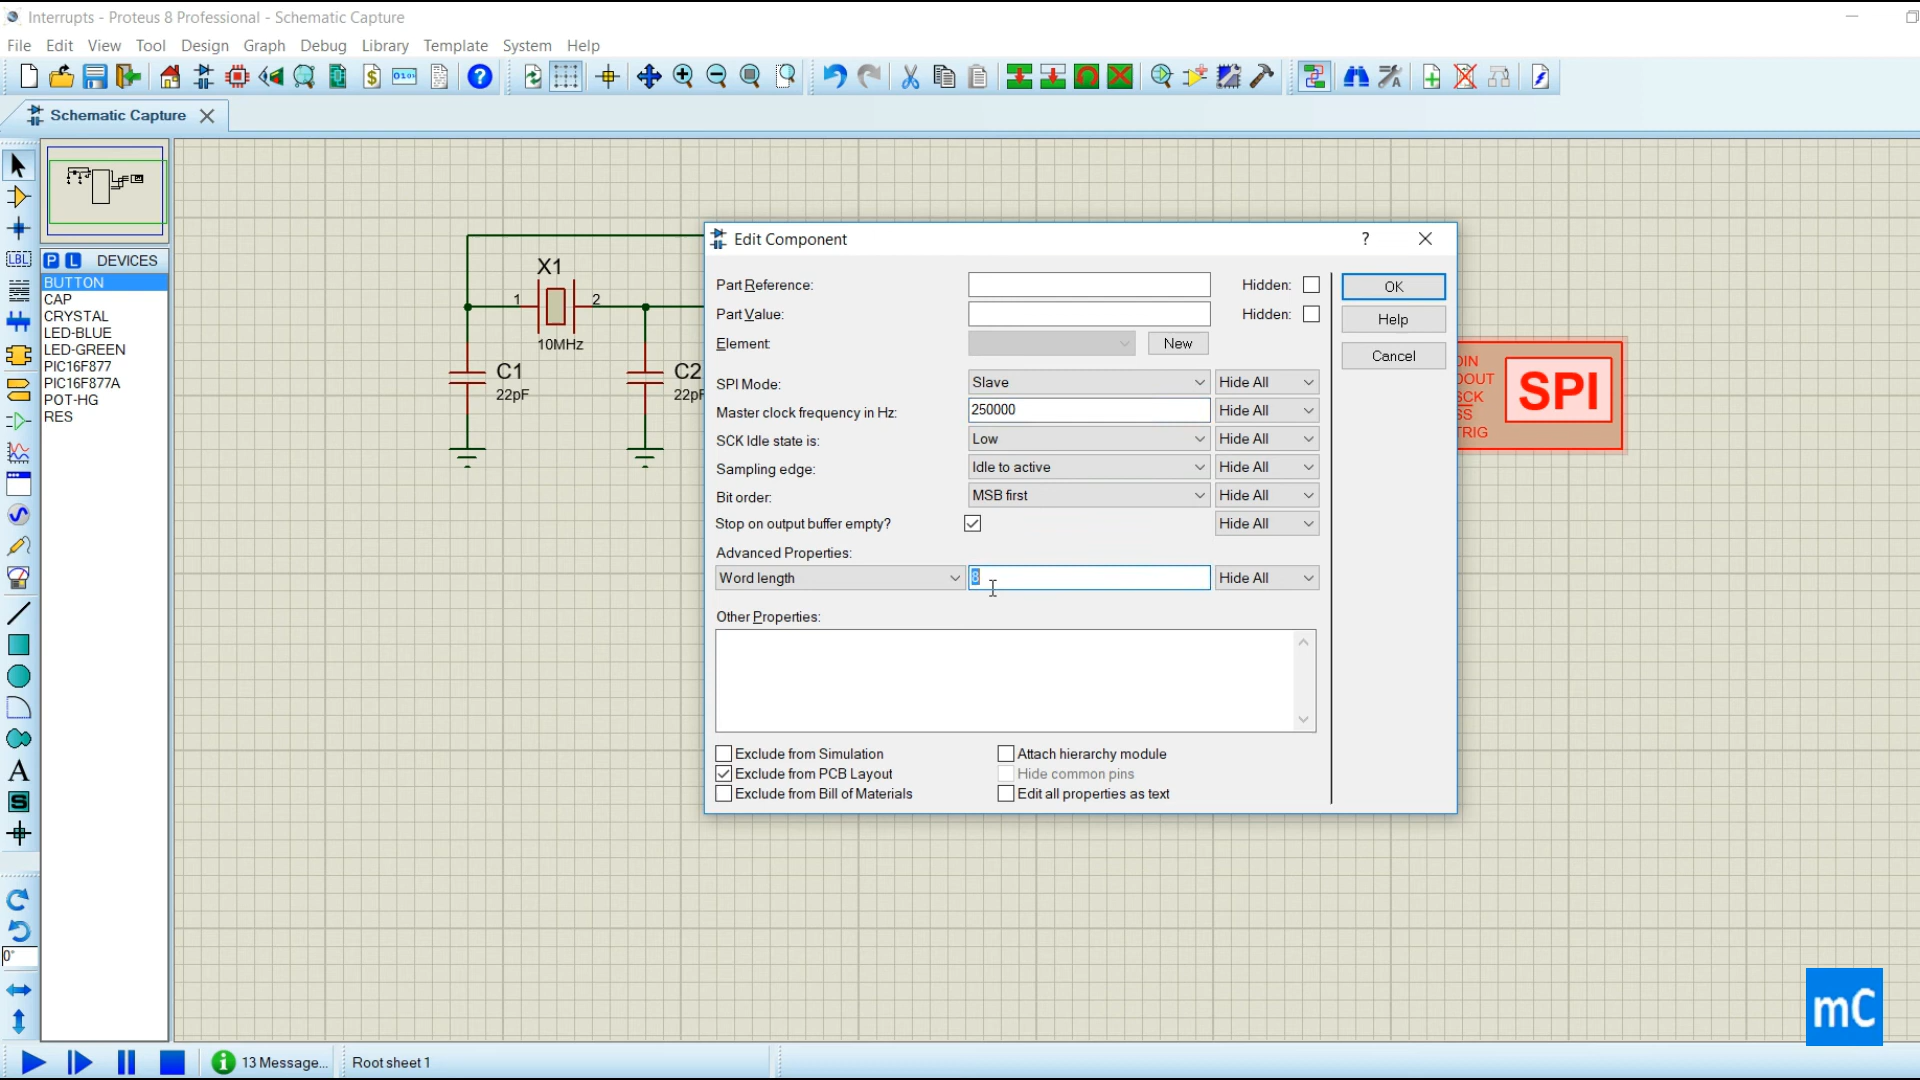 Interrupts - Proteus 8 Professional - Schematic Capture
File Edit View Tool Design Graph Debug Library Template System Help
Schematic Capture
P L DEVICES
BUTTON
CAP
CRYSTAL
LED-BLUE
LED-GREEN
PIC16F877
PIC16F877A
POT-HG
RES
LBL
A
S
0°
X1
1 2
10MHz
C1
22pF
C2
22pF
Edit Component ?
Part Reference: Hidden:
Part Value: Hidden:
Element: New
SPI Mode: Slave Hide All
Master clock frequency in Hz: 250000 Hide All
SCK Idle state is: Low Hide All
Sampling edge: Idle to active Hide All
Bit order: MSB first Hide All
Stop on output buffer empty? Hide All
Advanced Properties:
Word length 8 Hide All
Other Properties:
Exclude from Simulation Attach hierarchy module
Exclude from PCB Layout Hide common pins
Exclude from Bill of Materials Edit all properties as text
OK
Help
Cancel
DIN
DOUT
SCK
SS
TRIG
SPI
mC
13 Message... Root sheet 1